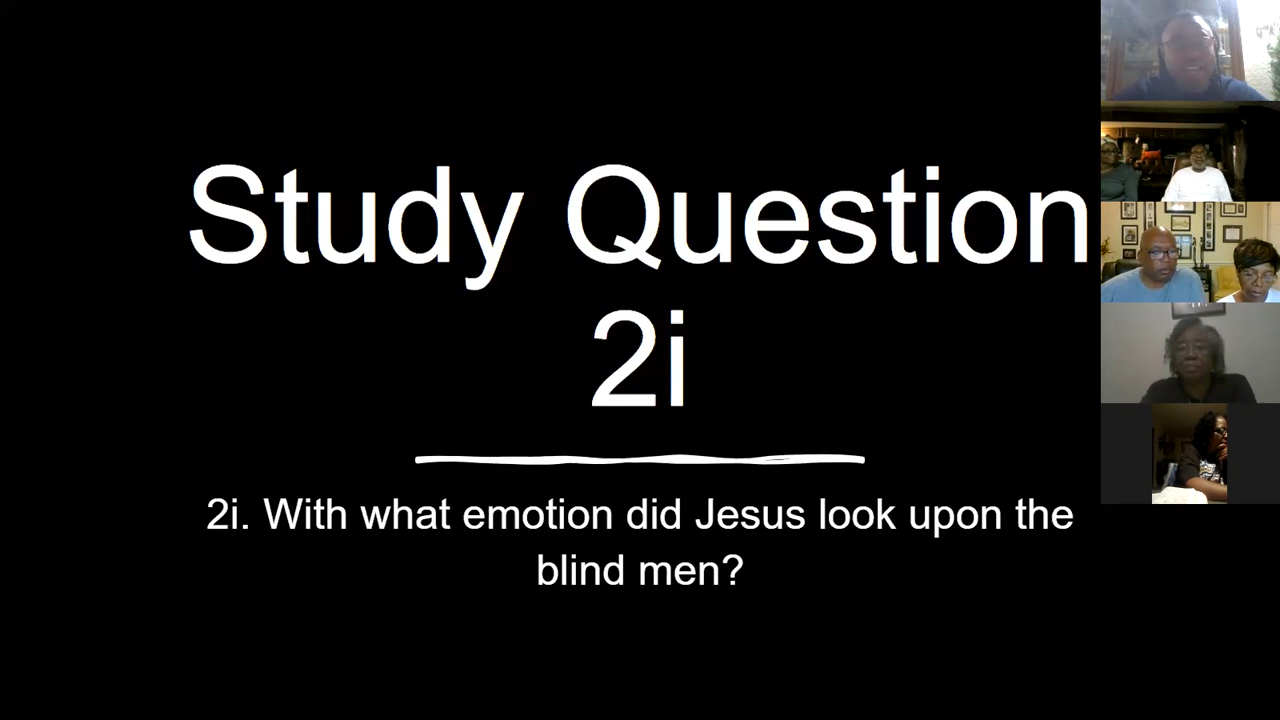 Study Question
2i
2i. With what emotion did Jesus look upon the
blind men?